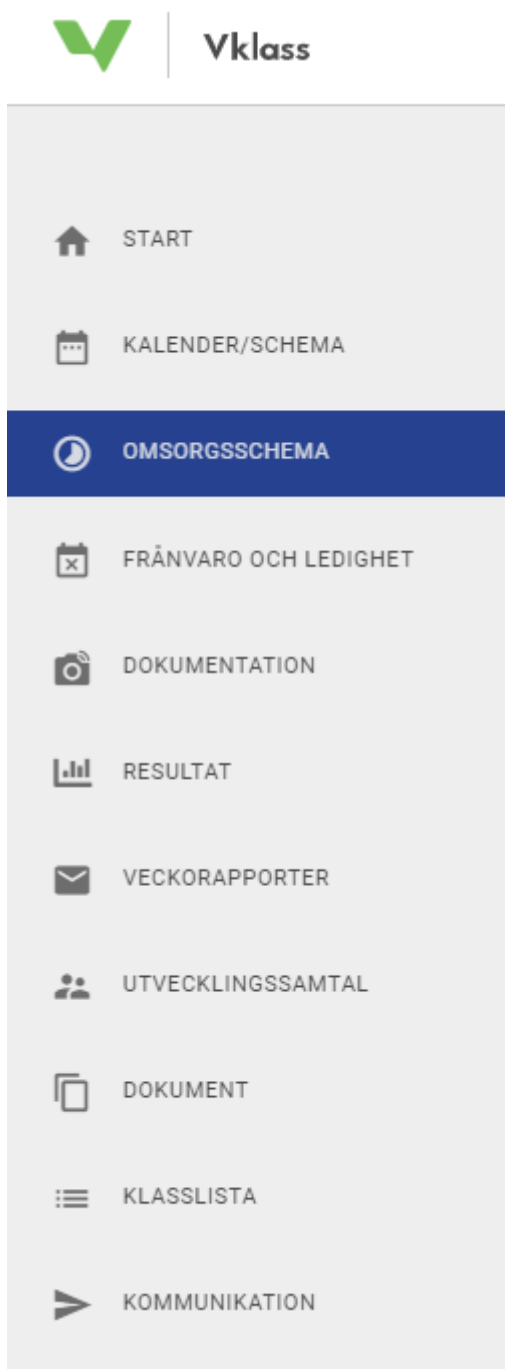 Vklass
START
KALENDER/SCHEMA
OMSORGSSCHEMA
FRÅNVARO OCH LEDIGHET
DOKUMENTATION
RESULTAT
VECKORAPPORTER
UTVECKLINGSSAMTAL
DOKUMENT
KLASSLISTA
KOMMUNIKATION